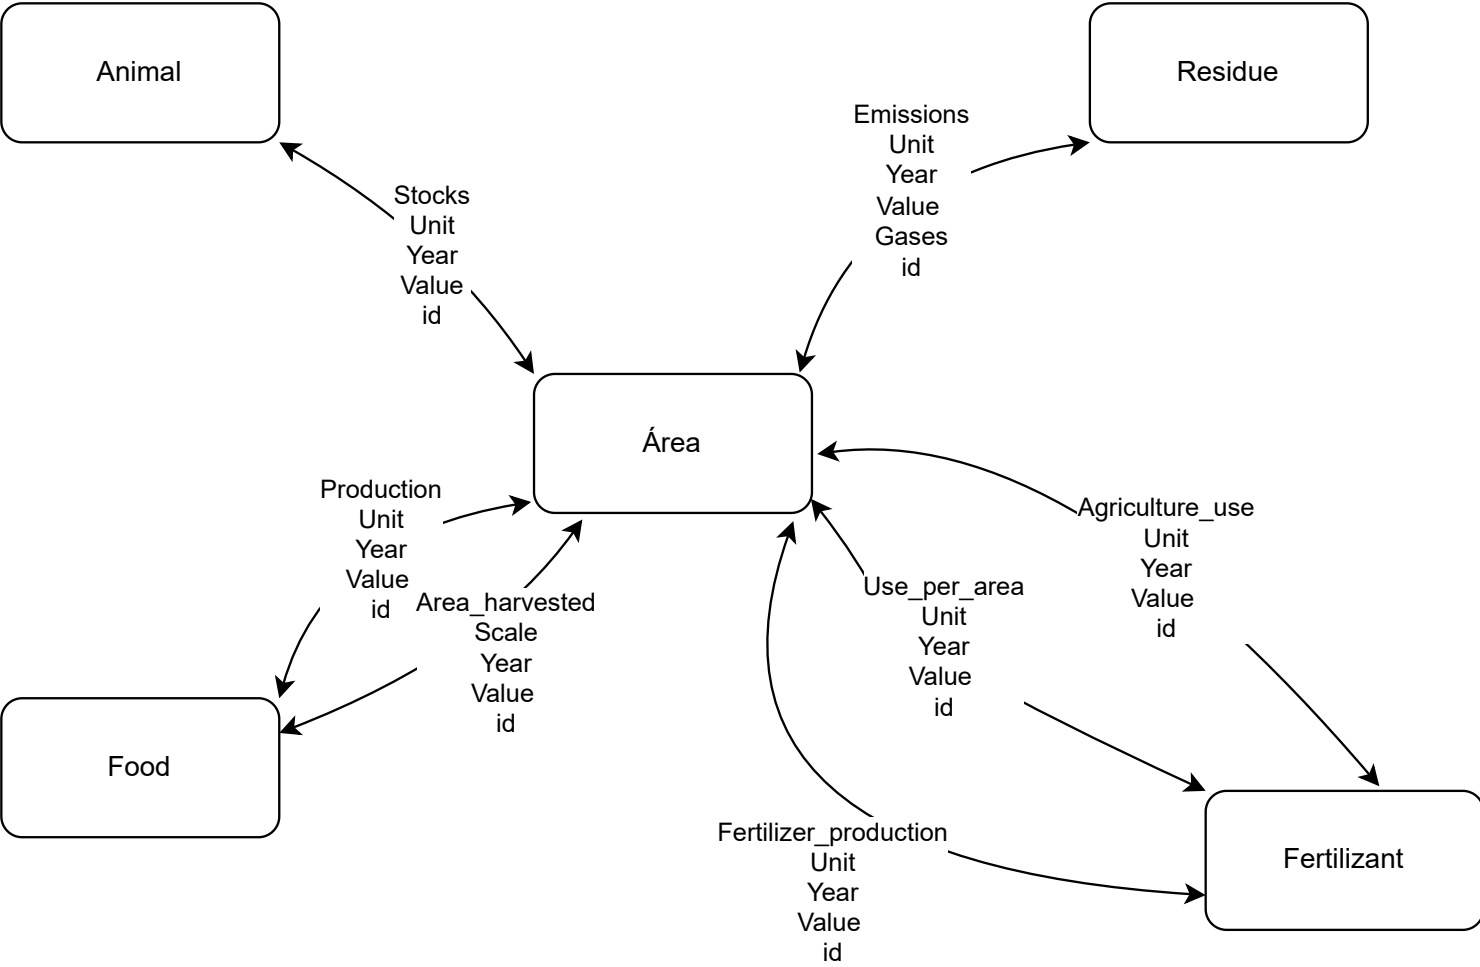 Animal
Residue
Emissions
Unit
Year
Value
Gases
id
Stocks
Unit
Year
Value
id
Área
Production
Unit
Year
Value
id
Area_harvested
Scale
Year
Value
id
Agriculture_use
Unit
Year
Value
id
Use_per_area
Unit
Year
Value
id
Food
Fertilizer_production
Unit
Year
Value
id
Fertilizant